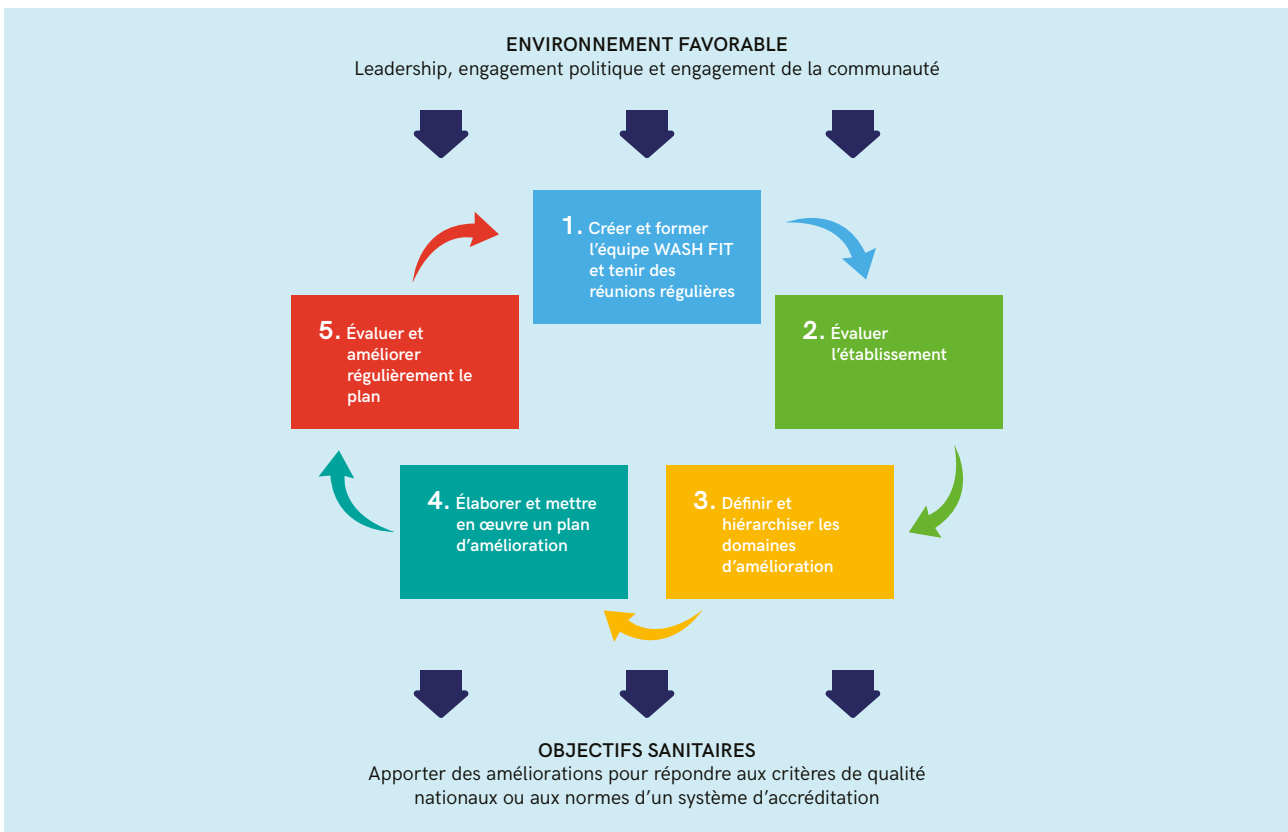 ENVIRONNEMENT FAVORABLE
Leadership, engagement politique et engagement de la communauté
1. Créer et former
l’équipe WASH FIT
et tenir des
réunions régulières
2. Évaluer
l’établissement
3. Définir et
hiérarchiser les
domaines
d’amélioration
4. Élaborer et mettre
en œuvre un plan
d’amélioration
5. Évaluer et
améliorer
régulièrement le
plan
OBJECTIFS SANITAIRES
Apporter des améliorations pour répondre aux critères de qualité
nationaux ou aux normes d’un système d’accréditation